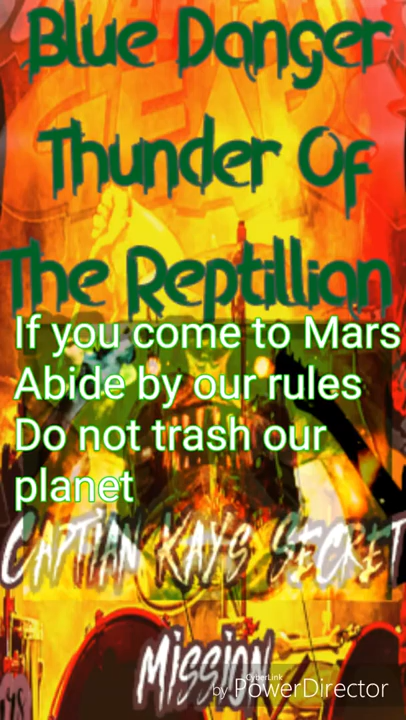 Blue Danger
Thunder Of
The Reptillian
If you come to Mars
Abide by our rules
Do not trash our
planet
CAPTIAN KAYS SECRET
MISSION
by CyberLink PowerDirector